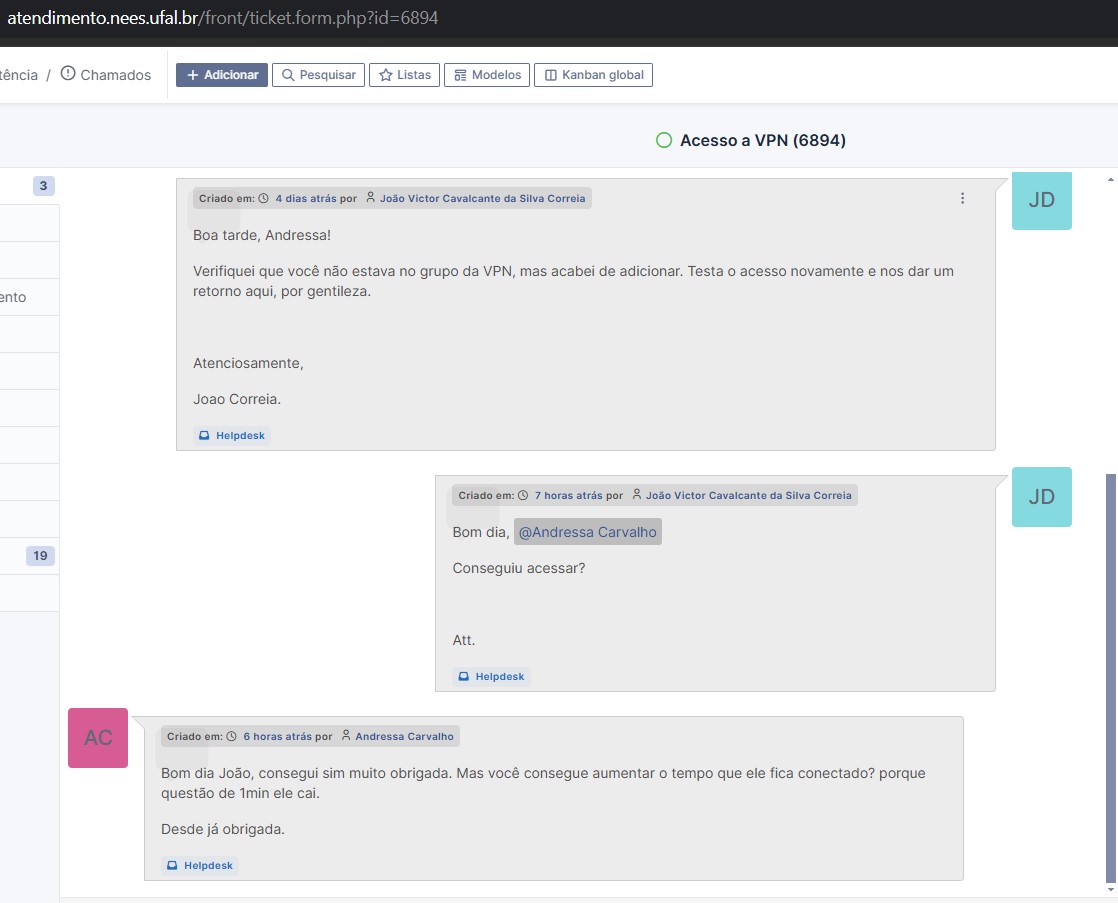 atendimento.nees.ufal.br/front/ticket.form.php?id=6894
tência / Chamados
Adicionar
Pesquisar
Listas
Modelos
Kanban global
Acesso a VPN (6894)
3
ento
19
Criado em: 4 dias atrás por João Victor Cavalcante da Silva Correia
JD
Boa tarde, Andressa!
Verifiquei que você não estava no grupo da VPN, mas acabei de adicionar. Testa o acesso novamente e nos dar um
retorno aqui, por gentileza.
Atenciosamente,
Joao Correia.
Helpdesk
Criado em: 7 horas atrás por João Victor Cavalcante da Silva Correia
JD
Bom dia, @Andressa Carvalho
Conseguiu acessar?
Att.
Helpdesk
AC
Criado em: 6 horas atrás por Andressa Carvalho
Bom dia João, consegui sim muito obrigada. Mas você consegue aumentar o tempo que ele fica conectado? porque
questão de 1min ele cai.
Desde já obrigada.
Helpdesk